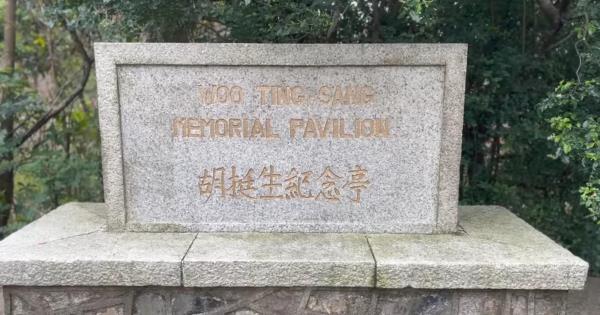 WOO TING-SANG
MEMORIAL PAVILION
胡挺生紀念亭